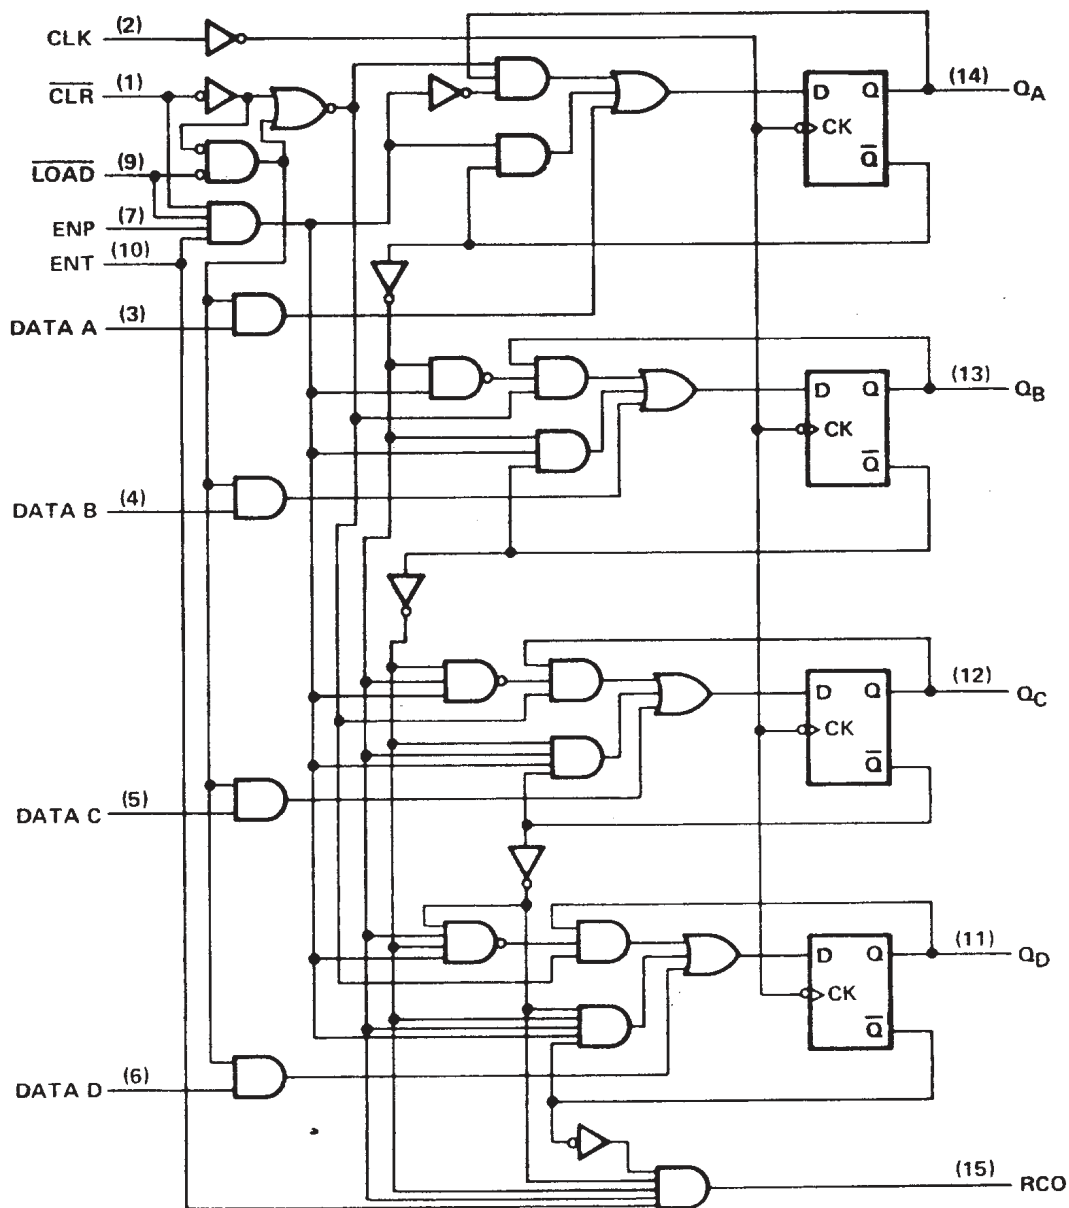 CLK (2)
CLR (1)
LOAD (9)
ENP (7)
ENT (10)
DATA A (3)
D Q (14) QA
CK
Q
DATA B (4)
D Q (13) QB
CK
Q
DATA C (5)
D Q (12) QC
CK
Q
DATA D (6)
D Q (11) QD
CK
Q
(15) RCO